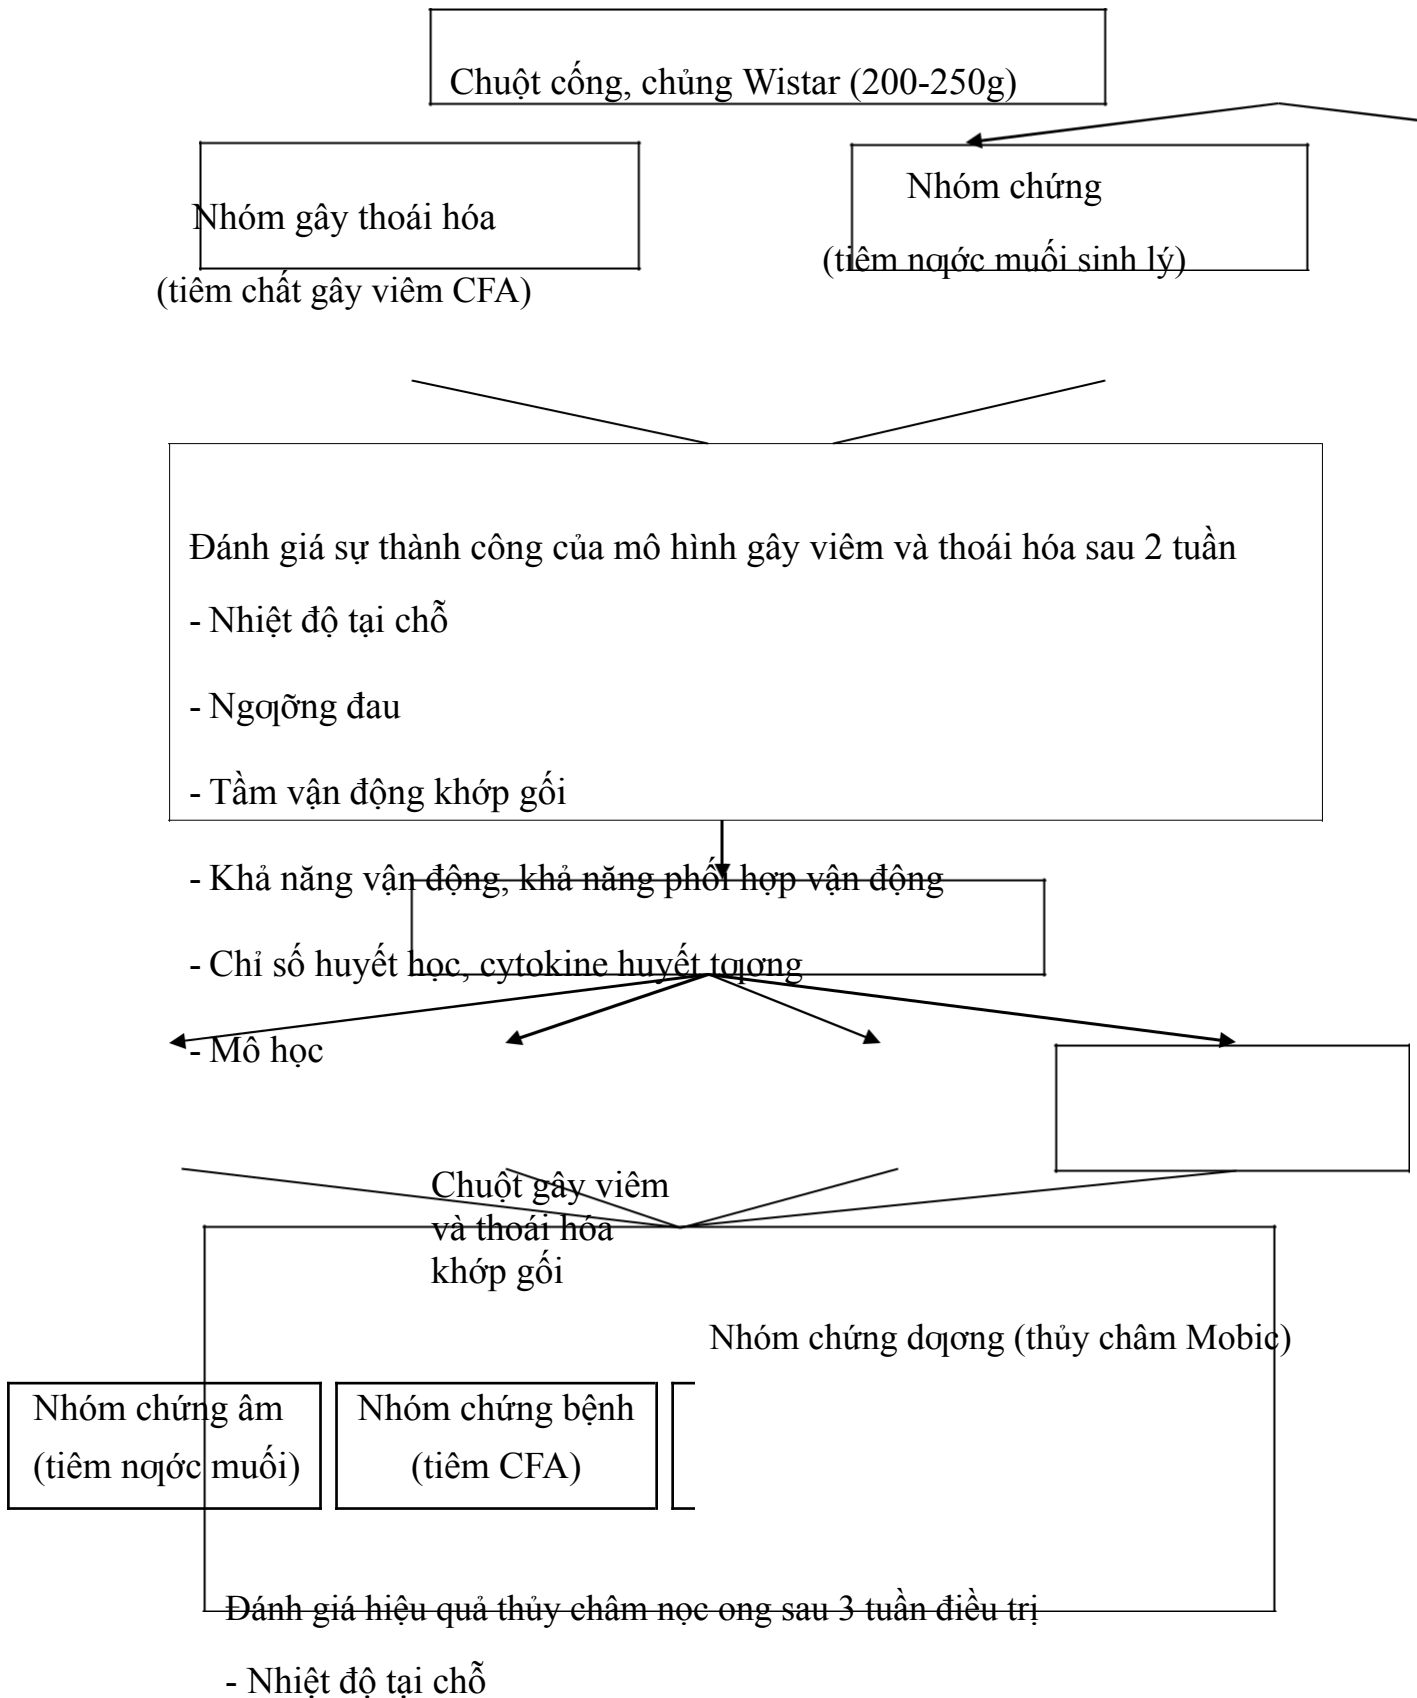 Chuột cống, chủng Wistar (200-250g)
Nhóm chứng
Nhóm gây thoái hóa
(tiêm nƣớc muối sinh lý)
(tiêm chất gây viêm CFA)
Đánh giá sự thành công của mô hình gây viêm và thoái hóa sau 2 tuần
- Nhiệt độ tại chỗ
- Ngƣỡng đau
- Tầm vận động khớp gối
- Khả năng vận động, khả năng phối hợp vận động
- Chỉ số huyết học, cytokine huyết tƣơng
- Mô học
Chuột gây viêm
và thoái hóa
khớp gối
Nhóm chứng dƣơng (thủy châm Mobic)
Nhóm chứng âm
(tiêm nƣớc muối)
Nhóm chứng bệnh
(tiêm CFA)
Đánh giá hiệu quả thủy châm nọc ong sau 3 tuần điều trị
- Nhiệt độ tại chỗ